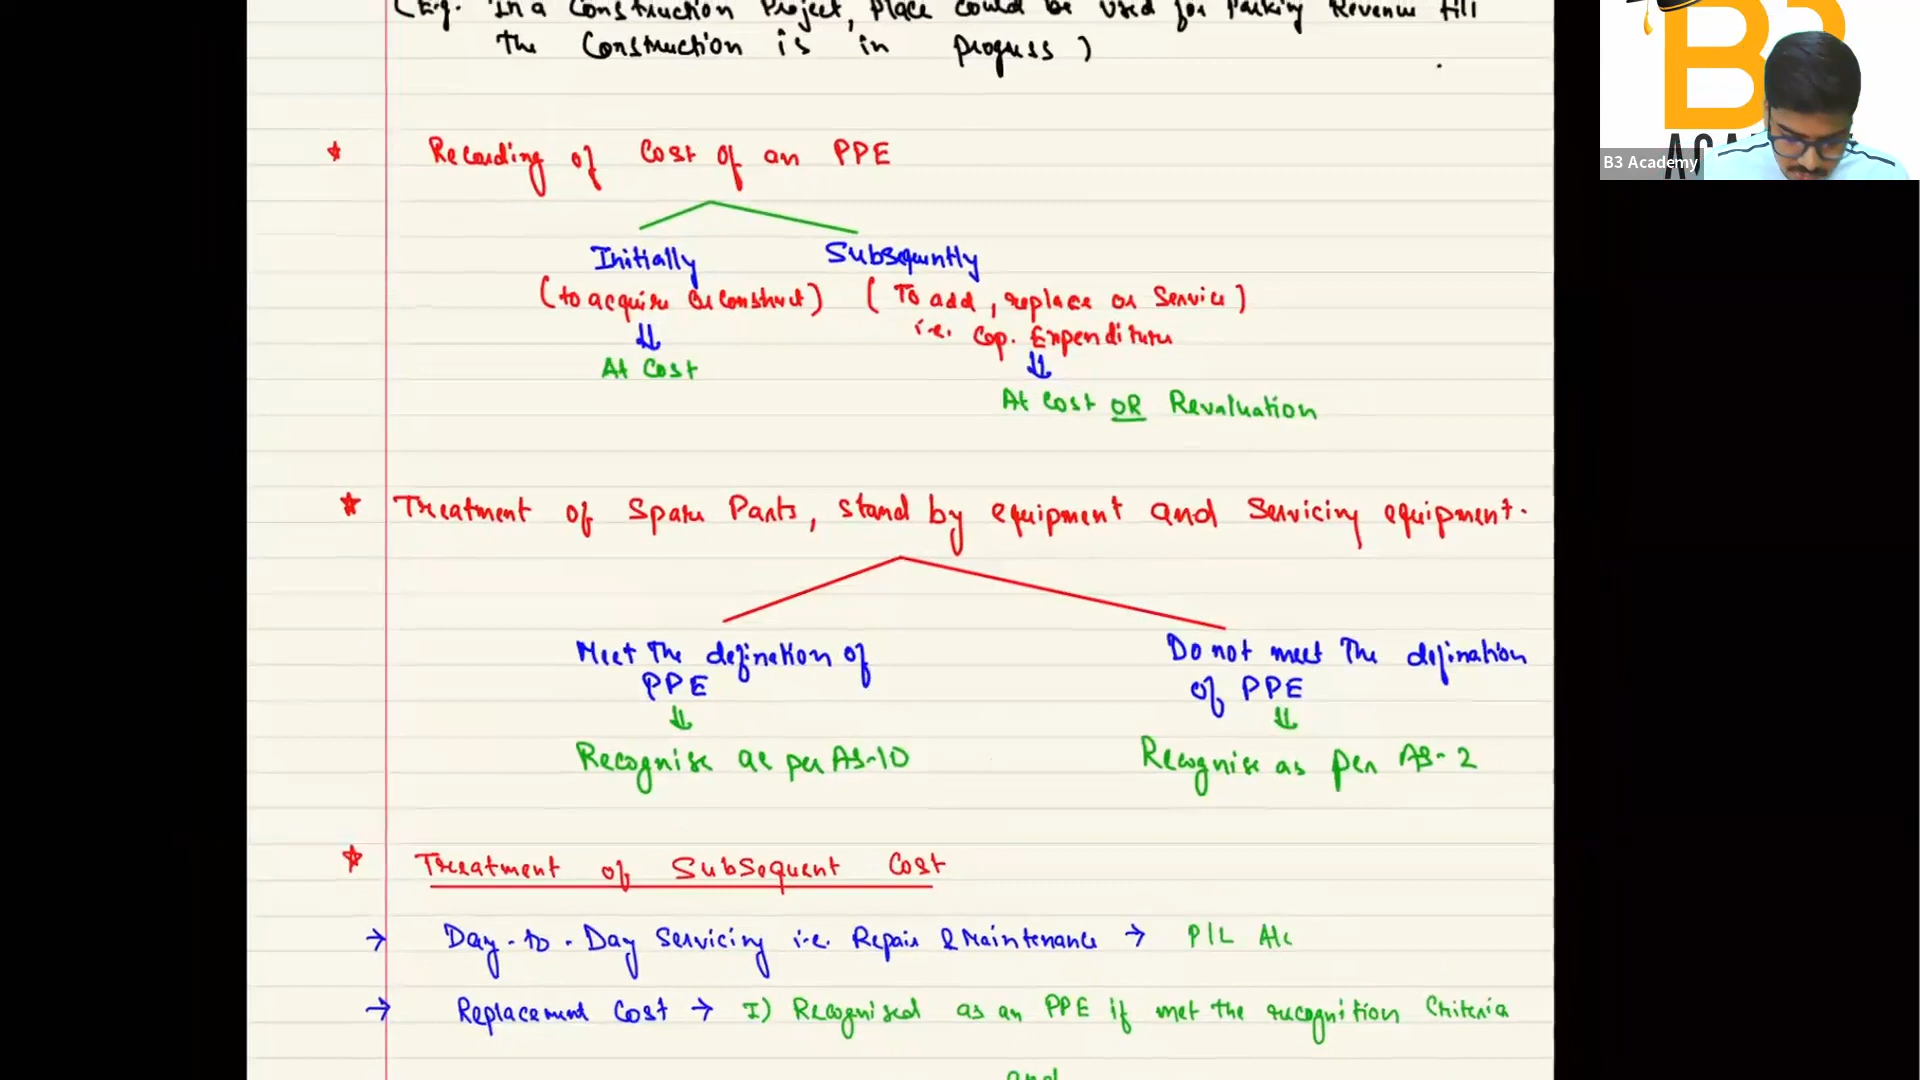 (E.g. In a Construction Project, place could be used for Parking Revenue till
the Construction is in progress)
B3
B3 Academy
* Recording of Cost of an PPE
Initially Subsequently
(to acquire or Construct) (To add, replace or Service)
i.e. Cap. Expenditure
At Cost
At Cost OR Revaluation
* Treatment of Spare Parts, stand by equipment and Servicing equipment.
Meet The defination of Do not meet The defination
PPE of PPE
Recognise as per AS-10 Recognise as per AS-2
* Treatment of Subsequent Cost
→ Day-to-Day Servicing i.e. Repair & Maintenance → P/L A/c
→ Replacement Cost → I) Recognised as an PPE if met the recognition Criteria
and